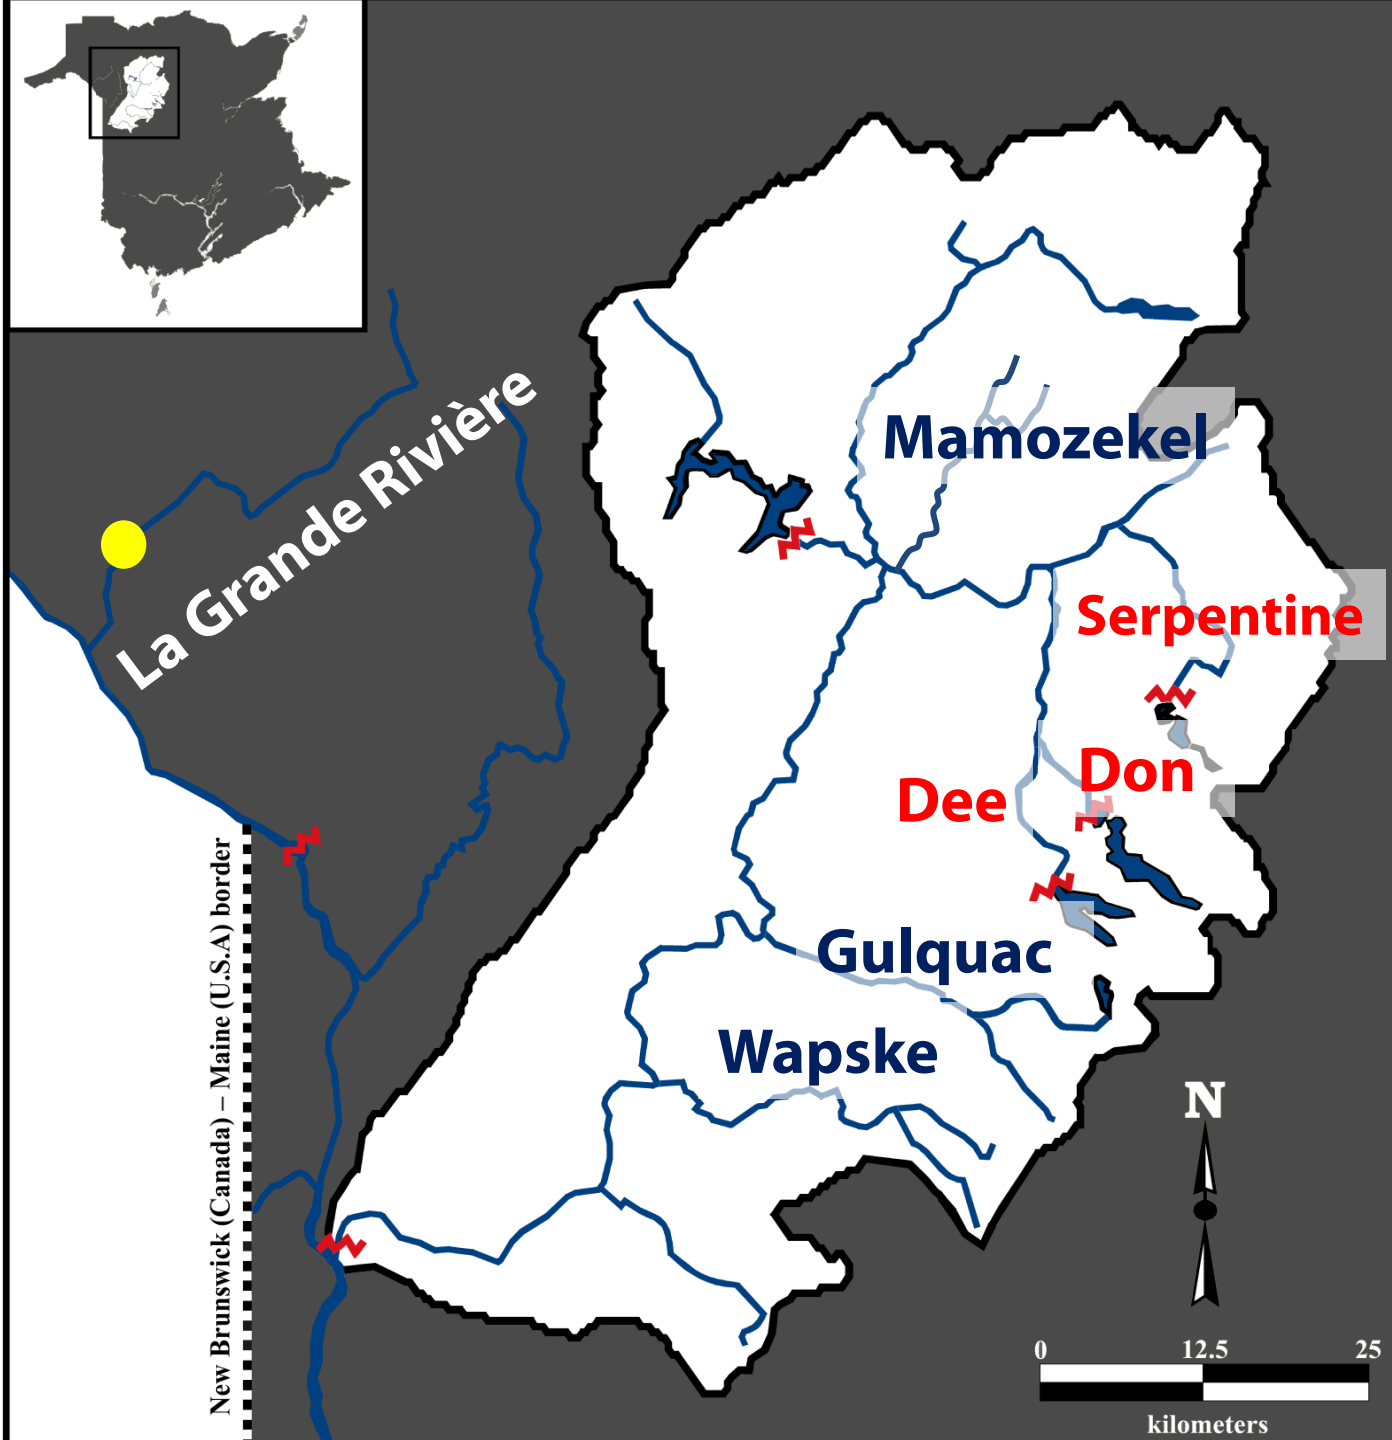 La Grande Rivière
Mamozekel
Serpentine
Don
Dee
Gulquac
Wapske
New Brunswick (Canada) – Maine (U.S.A) border
N
0 12.5 25
kilometers